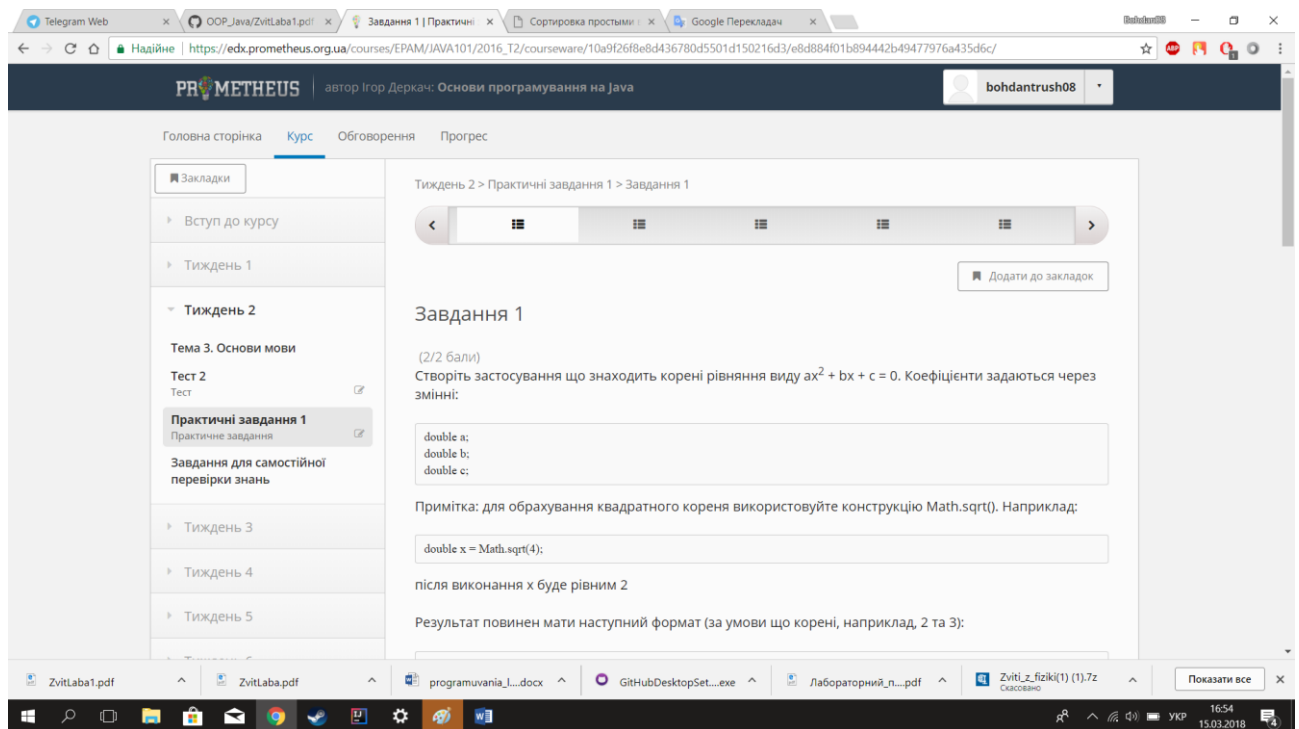 Telegram Web
OOP_Java/ZvitLaba1.pdf
Завдання 1 | Практичні
Сортировка простыми
Google Перекладач
Надійне | https://edx.prometheus.org.ua/courses/EPAM/JAVA101/2016_T2/courseware/10a9f26f8e8d436780d5501d150216d3/e8d884f01b894442b49477976a435d6c/
PROMETHEUS
автор Ігор Деркач: Основи програмування на Java
bohdantrush08
Головна сторінка Курс Обговорення Прогрес
Закладки
Вступ до курсу
Тиждень 1
Тиждень 2
Тема 3. Основи мови
Тест 2
Тест
Практичні завдання 1
Практичне завдання
Завдання для самостійної
перевірки знань
Тиждень 3
Тиждень 4
Тиждень 5
Тиждень 2 > Практичні завдання 1 > Завдання 1
Додати до закладок
Завдання 1
(2/2 бали)
Створіть застосування що знаходить корені рівняння виду ax² + bx + c = 0. Коефіцієнти задаються через
змінні:
double a;
double b;
double c;
Примітка: для обрахування квадратного кореня використовуйте конструкцію Math.sqrt(). Наприклад:
double x = Math.sqrt(4);
після виконання x буде рівним 2
Результат повинен мати наступний формат (за умови що корені, наприклад, 2 та 3):
ZvitLaba1.pdf
ZvitLaba.pdf
programuvania_l....docx
GitHubDesktopSet....exe
Лабораторний_п....pdf
Zviti_z_fiziki(1) (1).7z
Скасовано
Показати все
УКР
16:54
15.03.2018